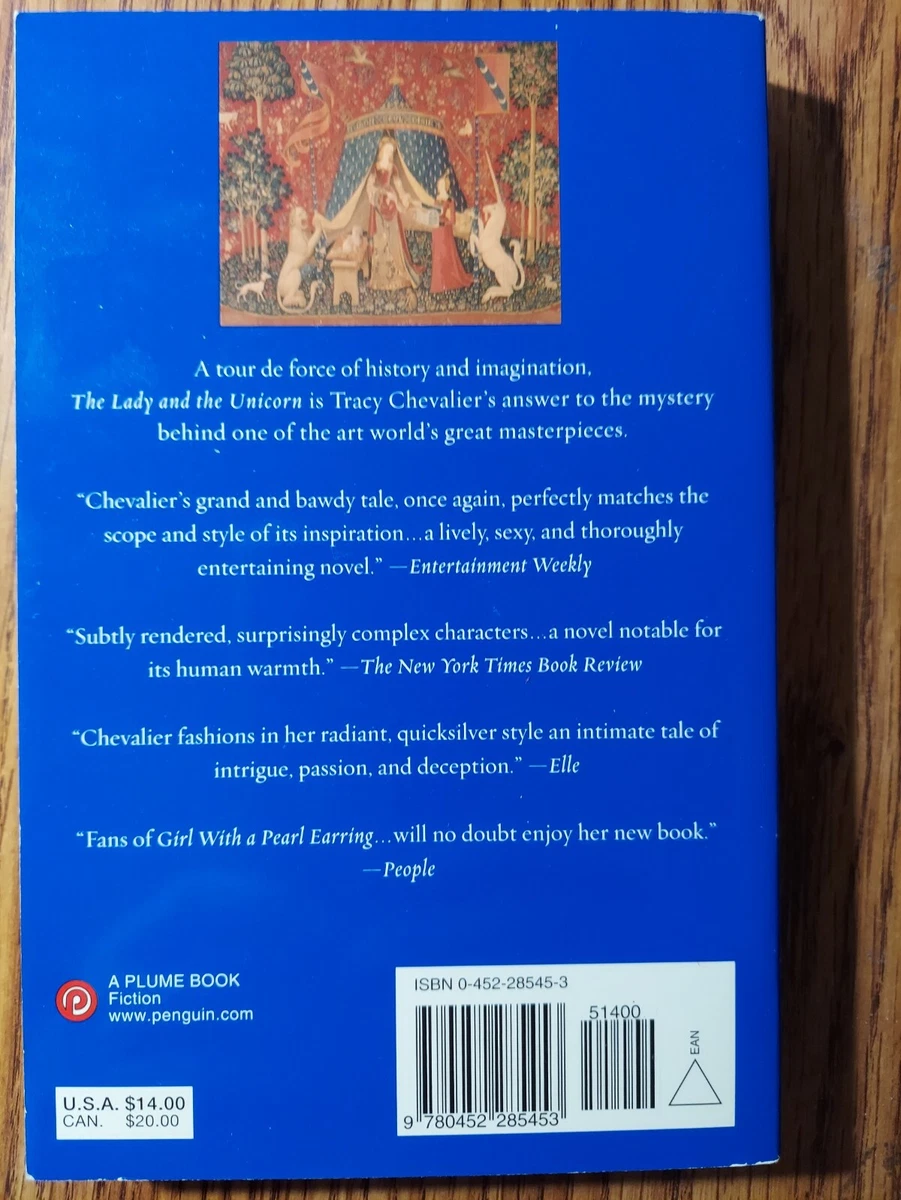 A tour de force of history and imagination,
The Lady and the Unicorn is Tracy Chevalier's answer to the mystery
behind one of the art world's great masterpieces.
“Chevalier's grand and bawdy tale, once again, perfectly matches the
scope and style of its inspiration...a lively, sexy, and thoroughly
entertaining novel.” —Entertainment Weekly
“Subtly rendered, surprisingly complex characters...a novel notable for
its human warmth.” —The New York Times Book Review
“Chevalier fashions in her radiant, quicksilver style an intimate tale of
intrigue, passion, and deception.” —Elle
“Fans of Girl With a Pearl Earring...will no doubt enjoy her new book.”
—People
A PLUME BOOK
Fiction
www.penguin.com
U.S.A. $14.00
CAN. $20.00
ISBN 0-452-28545-3
51400
EAN
9 780452 285453